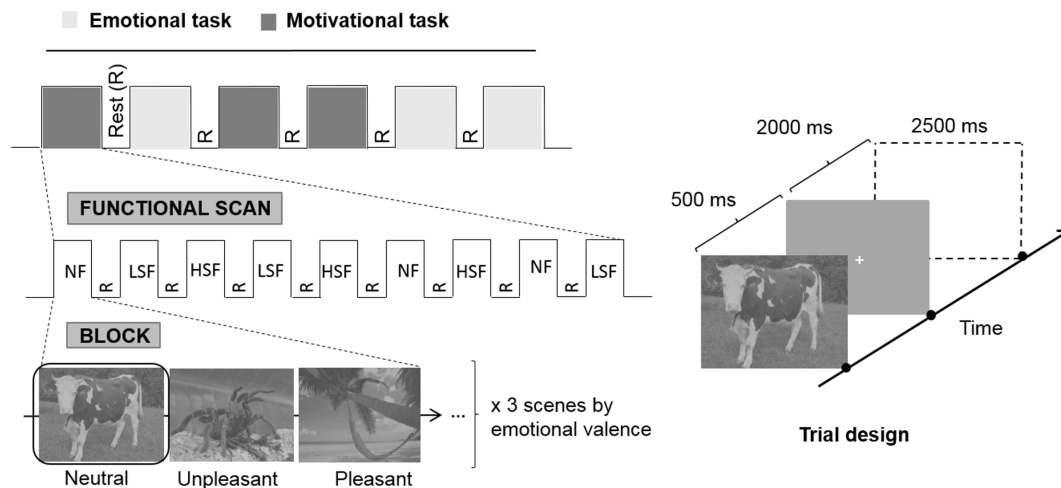 Emotional task
Motivational task
Rest (R)
R
R
R
R
FUNCTIONAL SCAN
NF
R
LSF
R
HSF
R
LSF
R
HSF
R
NF
R
HSF
R
NF
R
LSF
BLOCK
...
x 3 scenes by
emotional valence
Neutral
Unpleasant
Pleasant
500 ms
2000 ms
2500 ms
+
Time
Trial design